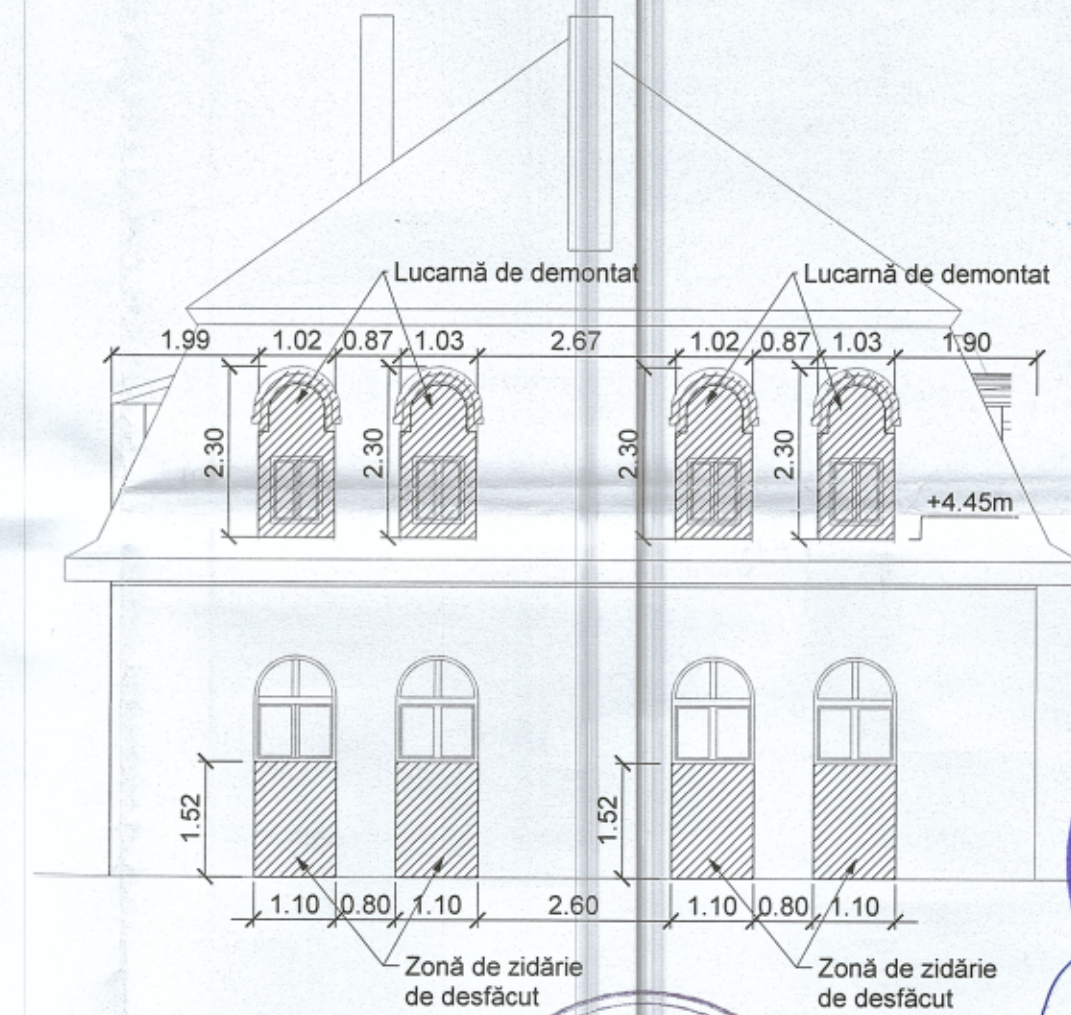 Lucarnă de demontat
Lucarnă de demontat
1.99 1.02 0.87 1.03 2.67 1.02 0.87 1.03 1.90
2.30 2.30 2.30 2.30
+4.45m
1.52 1.52
1.10 0.80 1.10 2.60 1.10 0.80 1.10
Zonă de zidărie
de desfăcut
Zonă de zidărie
de desfăcut